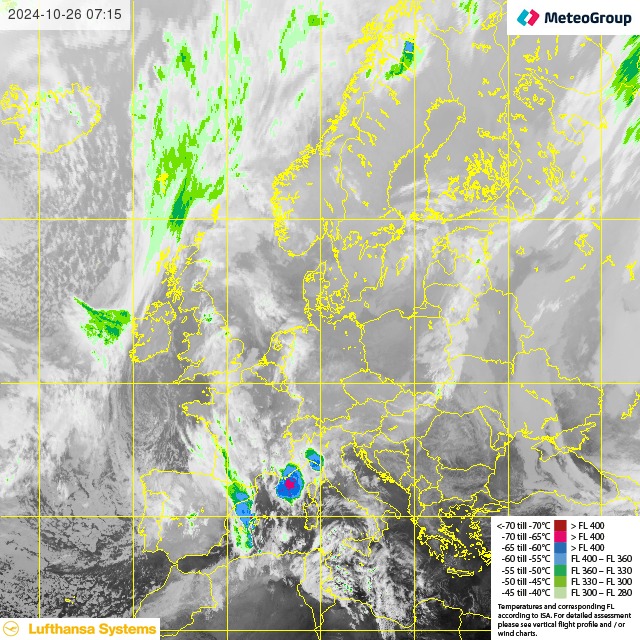 2024-10-26 07:15
MeteoGroup
<-70 till -70°C > FL 400
-70 till -65°C > FL 400
-65 till -60°C > FL 400
-60 till -55°C FL 400 – FL 360
-55 till -50°C FL 360 – FL 330
-50 till -45°C FL 330 – FL 300
-45 till -40°C FL 300 – FL 280
Temperatures and corresponding FL
according to ISA. For detailed assessment
please see vertical flight profile and / or
wind charts.
Lufthansa Systems